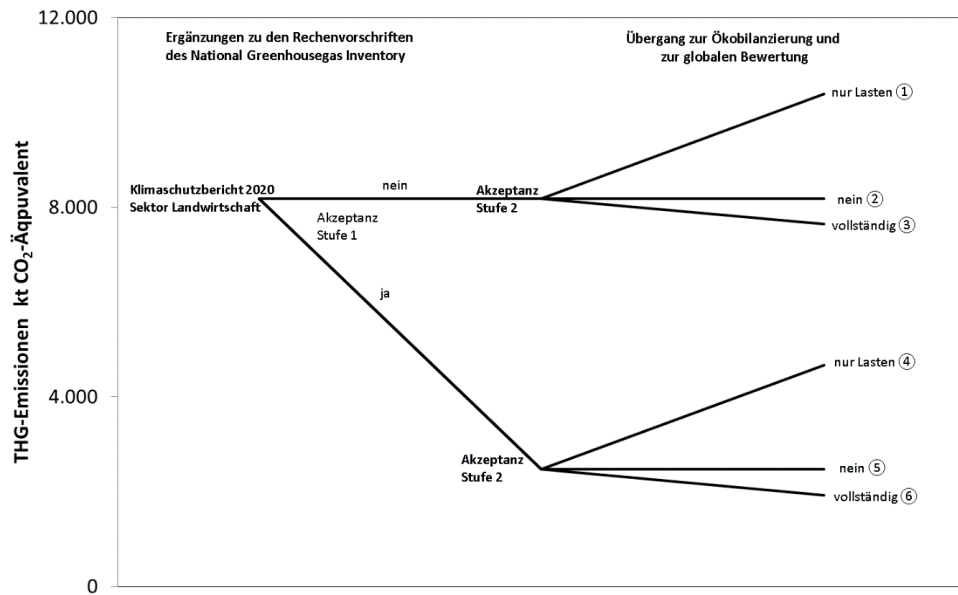 12.000
Ergänzungen zu den Rechenvorschriften
des National Greenhousegas Inventory
Übergang zur Ökobilanzierung und
zur globalen Bewertung
nur Lasten ①
nein
Klimaschutzbericht 2020
Sektor Landwirtschaft
Akzeptanz
Stufe 2
nein ②
8.000
Akzeptanz
Stufe 1
vollständig ③
ja
THG-Emissionen kt CO₂-Äqpuvalent
nur Lasten ④
4.000
Akzeptanz
Stufe 2
nein ⑤
vollständig ⑥
0